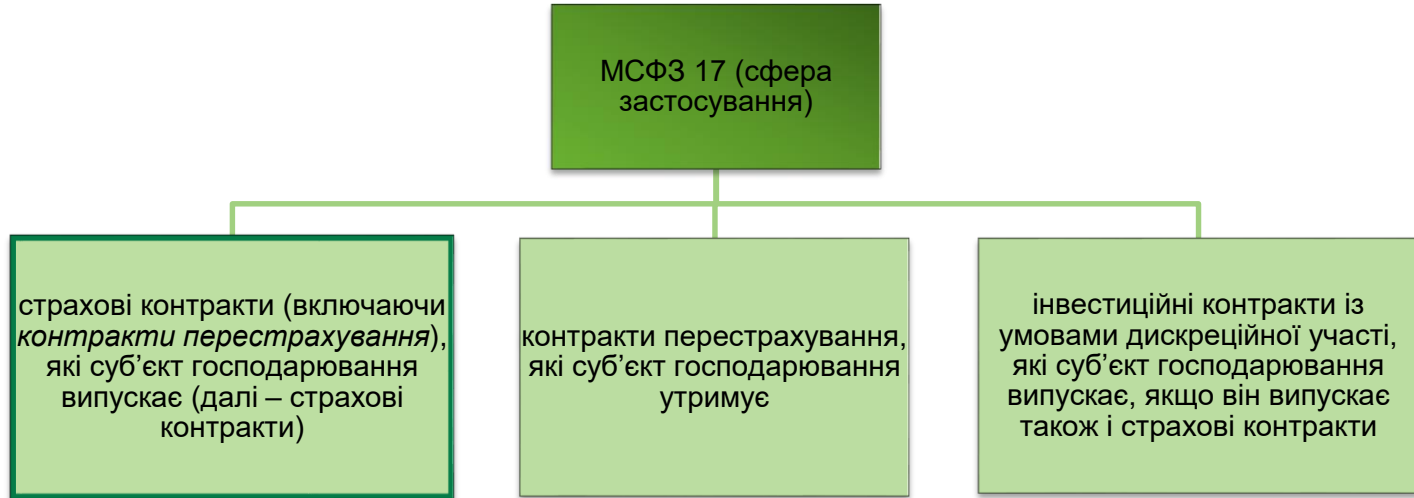 МСФЗ 17 (сфера
застосування)
страхові контракти (включаючи
контракти перестрахування),
які суб’єкт господарювання
випускає (далі – страхові
контракти)
контракти перестрахування,
які суб’єкт господарювання
утримує
інвестиційні контракти із
умовами дискреційної участі,
які суб’єкт господарювання
випускає, якщо він випускає
також і страхові контракти